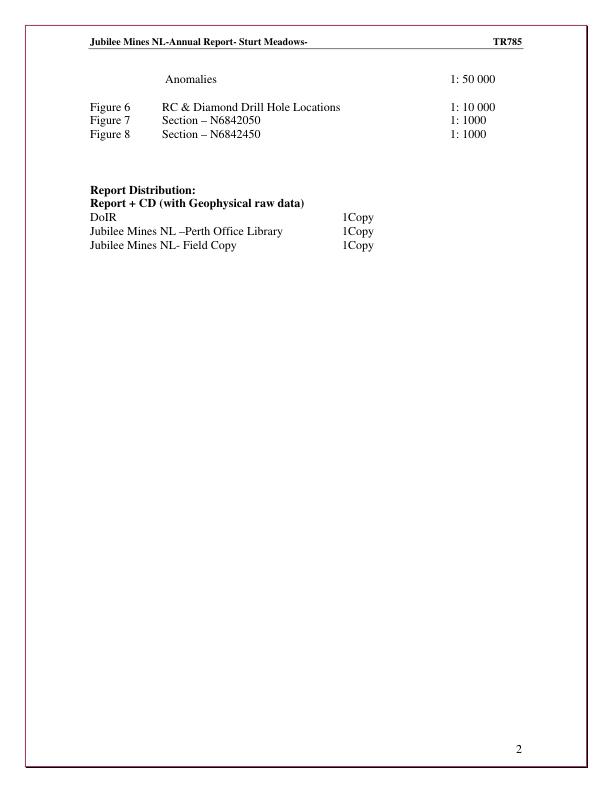 Jubilee Mines NL-Annual Report- Sturt Meadows- TR785
Anomalies 1: 50 000
Figure 6 RC & Diamond Drill Hole Locations 1: 10 000
Figure 7 Section – N6842050 1: 1000
Figure 8 Section – N6842450 1: 1000
Report Distribution:
Report + CD (with Geophysical raw data)
DoIR 1Copy
Jubilee Mines NL –Perth Office Library 1Copy
Jubilee Mines NL- Field Copy 1Copy
2